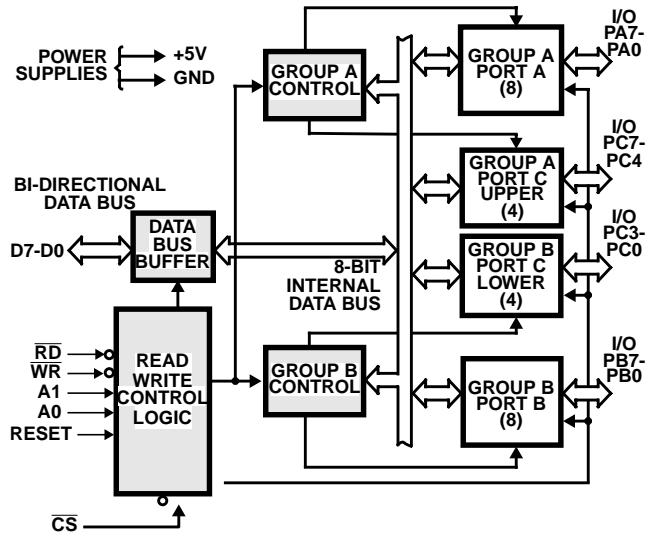 POWER
SUPPLIES
+5V
GND
GROUP A
CONTROL
GROUP A
PORT A
(8)
I/O
PA7-
PA0
GROUP A
PORT C
UPPER
(4)
I/O
PC7-
PC4
BI-DIRECTIONAL
DATA BUS
D7-D0
DATA
BUS
BUFFER
8-BIT
INTERNAL
DATA BUS
GROUP B
PORT C
LOWER
(4)
I/O
PC3-
PC0
RD
WR
A1
A0
RESET
READ
WRITE
CONTROL
LOGIC
GROUP B
CONTROL
GROUP B
PORT B
(8)
I/O
PB7-
PB0
CS